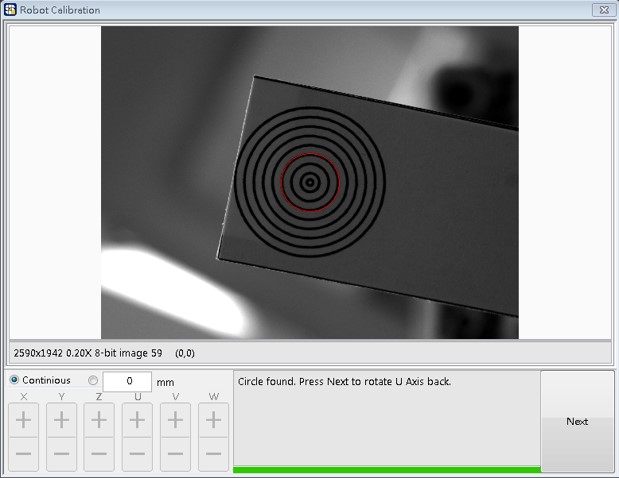 Robot Calibration
2590x1942 0.20X 8-bit image 59 (0,0)
Continious 0 mm
X Y Z U V W
Circle found. Press Next to rotate U Axis back.
Next